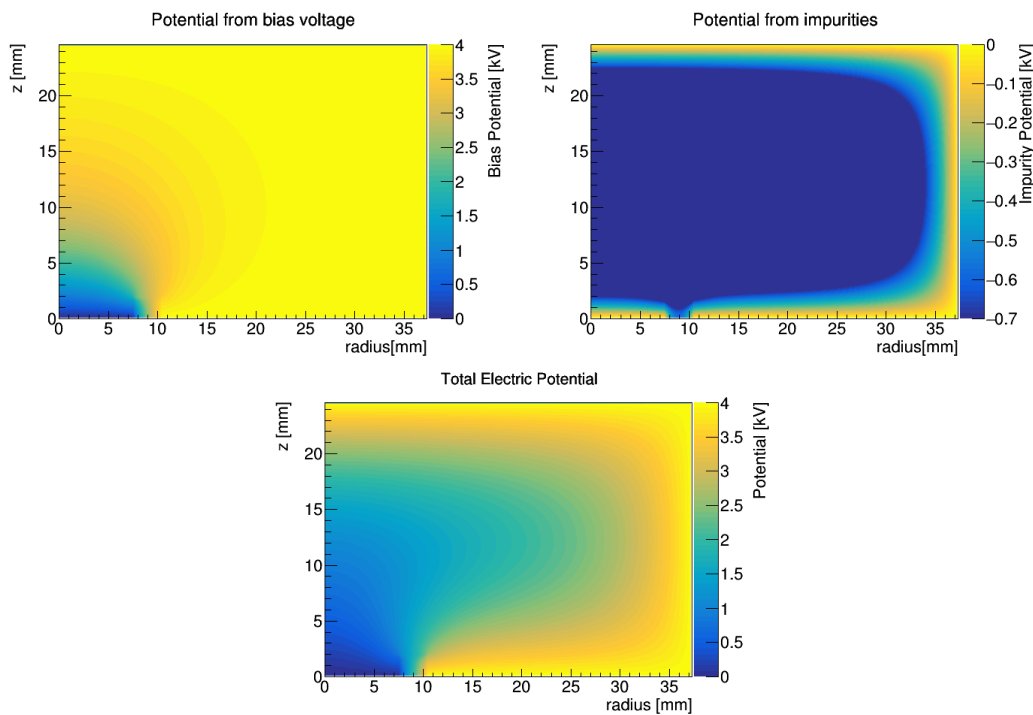 Potential from bias voltage
z [mm]
20
15
10
5
0
0 5 10 15 20 25 30 35
radius[mm]
4
3.5
3
2.5
2
1.5
1
0.5
0
Bias Potential [kV]
Potential from impurities
z [mm]
20
15
10
5
0
0 5 10 15 20 25 30 35
radius[mm]
0
−0.1
−0.2
−0.3
−0.4
−0.5
−0.6
−0.7
Impurity Potential [kV]
Total Electric Potential
z [mm]
20
15
10
5
0
0 5 10 15 20 25 30 35
radius [mm]
4
3.5
3
2.5
2
1.5
1
0.5
0
Potential [kV]